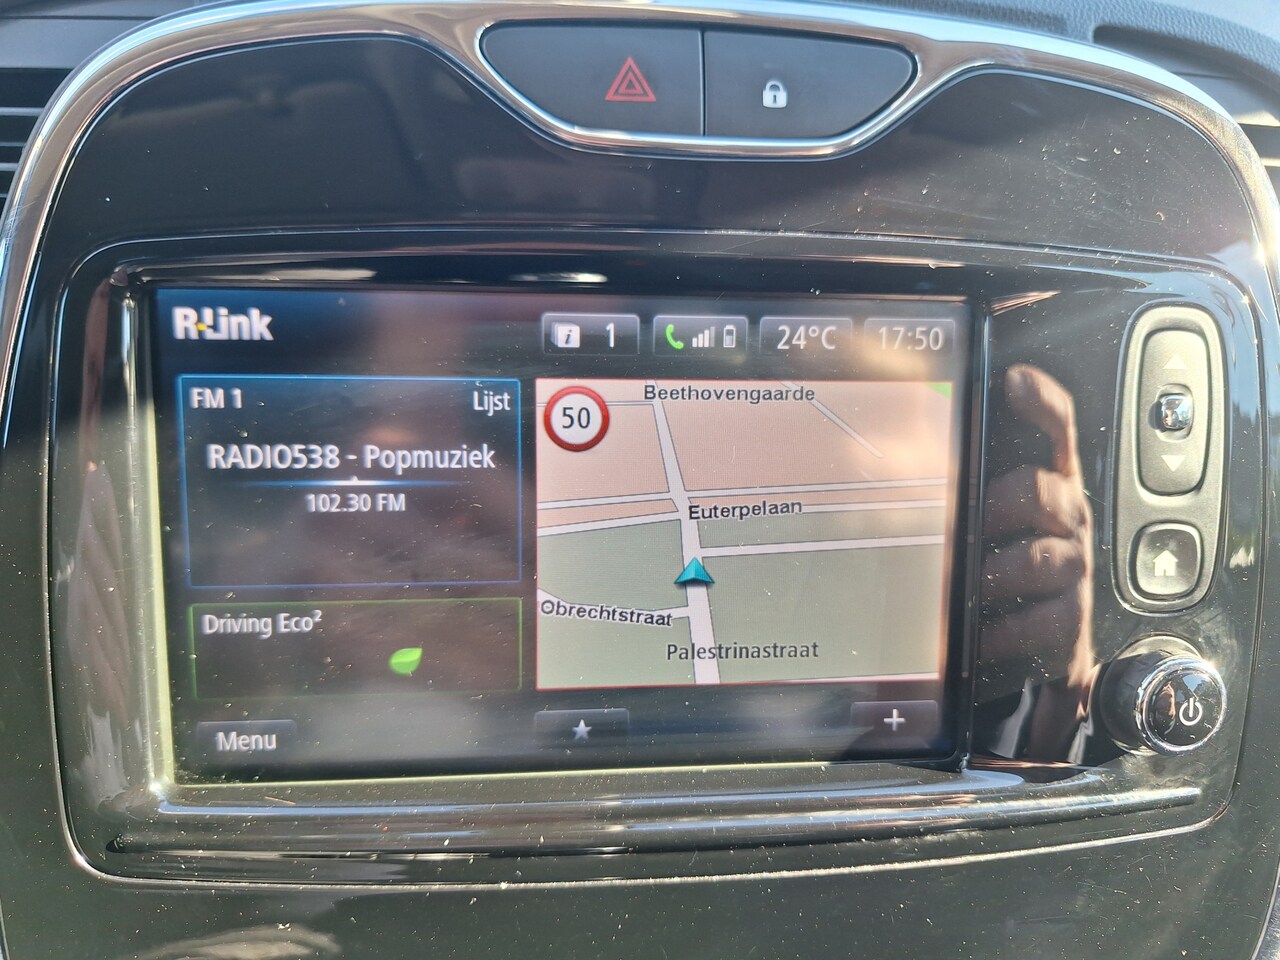 R-Link
1
24°C
17:50
FM 1
Lijst
RADIO538 - Popmuziek
102.30 FM
50
Beethovengaarde
Euterpelaan
Obrechtstraat
Palestrinastraat
Driving Eco²
Menu